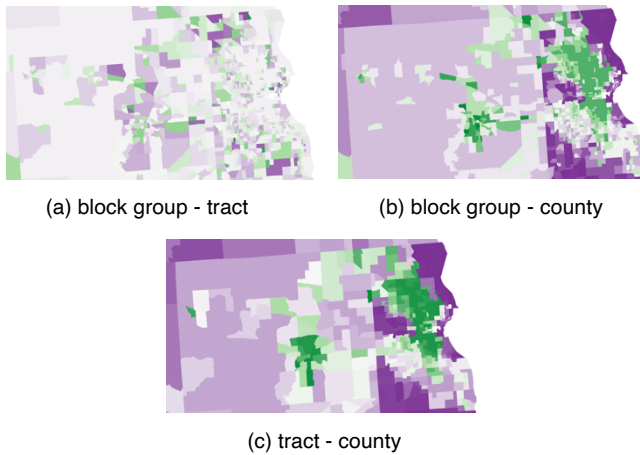 (a) block group - tract
(b) block group - county
(c) tract - county